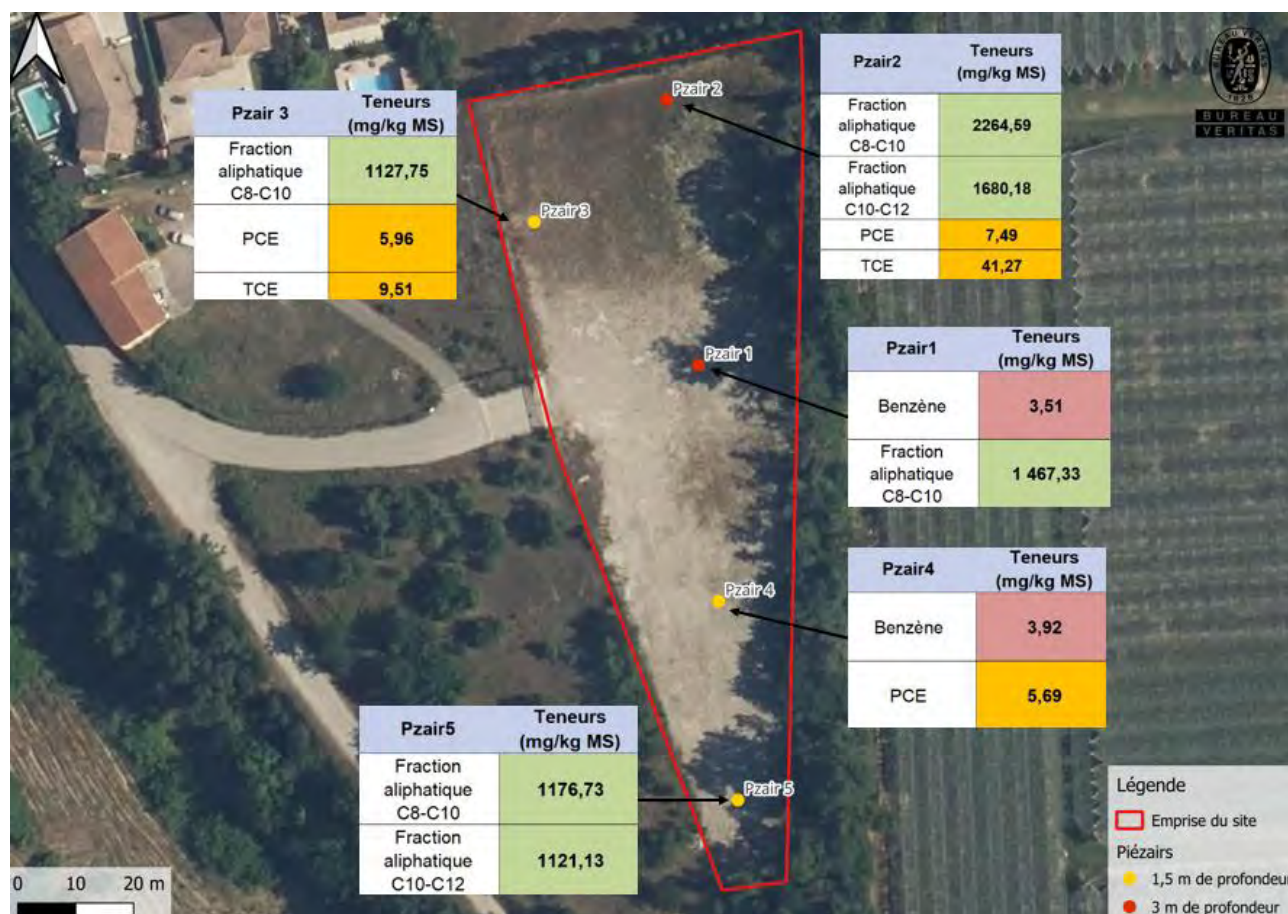 Pzair 3
Teneurs
(mg/kg MS)
Fraction
aliphatique
C8-C10
1127,75
PCE
5,96
TCE
9,51
Pzair2
Teneurs
(mg/kg MS)
Fraction
aliphatique
C8-C10
2264,59
Fraction
aliphatique
C10-C12
1680,18
PCE
7,49
TCE
41,27
BUREAU VERITAS
1828
BUREAU
VERITAS
Pzair 2
Pzair 3
Pzair 1
Pzair1
Teneurs
(mg/kg MS)
Benzène
3,51
Fraction
aliphatique
C8-C10
1 467,33
Pzair 4
Pzair4
Teneurs
(mg/kg MS)
Benzène
3,92
PCE
5,69
Pzair5
Teneurs
(mg/kg MS)
Fraction
aliphatique
C8-C10
1176,73
Fraction
aliphatique
C10-C12
1121,13
Pzair 5
Légende
Emprise du site
Piézairs
1,5 m de profondeur
3 m de profondeur
0 10 20 m